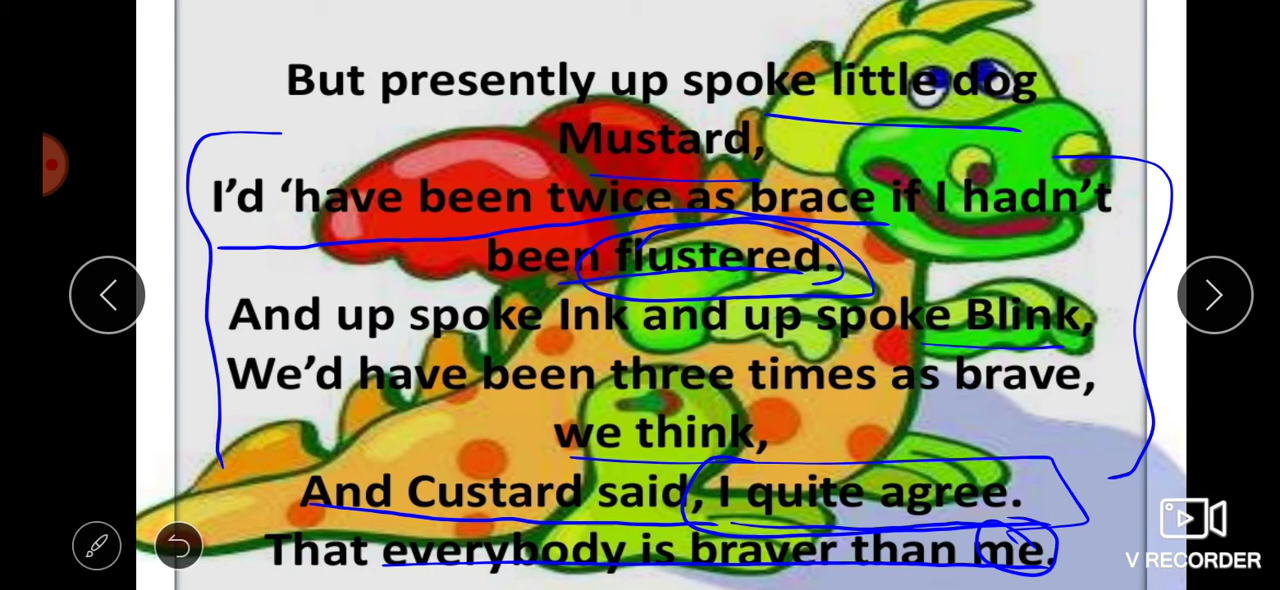 But presently up spoke little dog
Mustard,
I'd 'have been twice as brace if I hadn't
been flustered.
And up spoke Ink and up spoke Blink,
We'd have been three times as brave,
we think,
And Custard said, I quite agree.
That everybody is braver than me.
V RECORDER